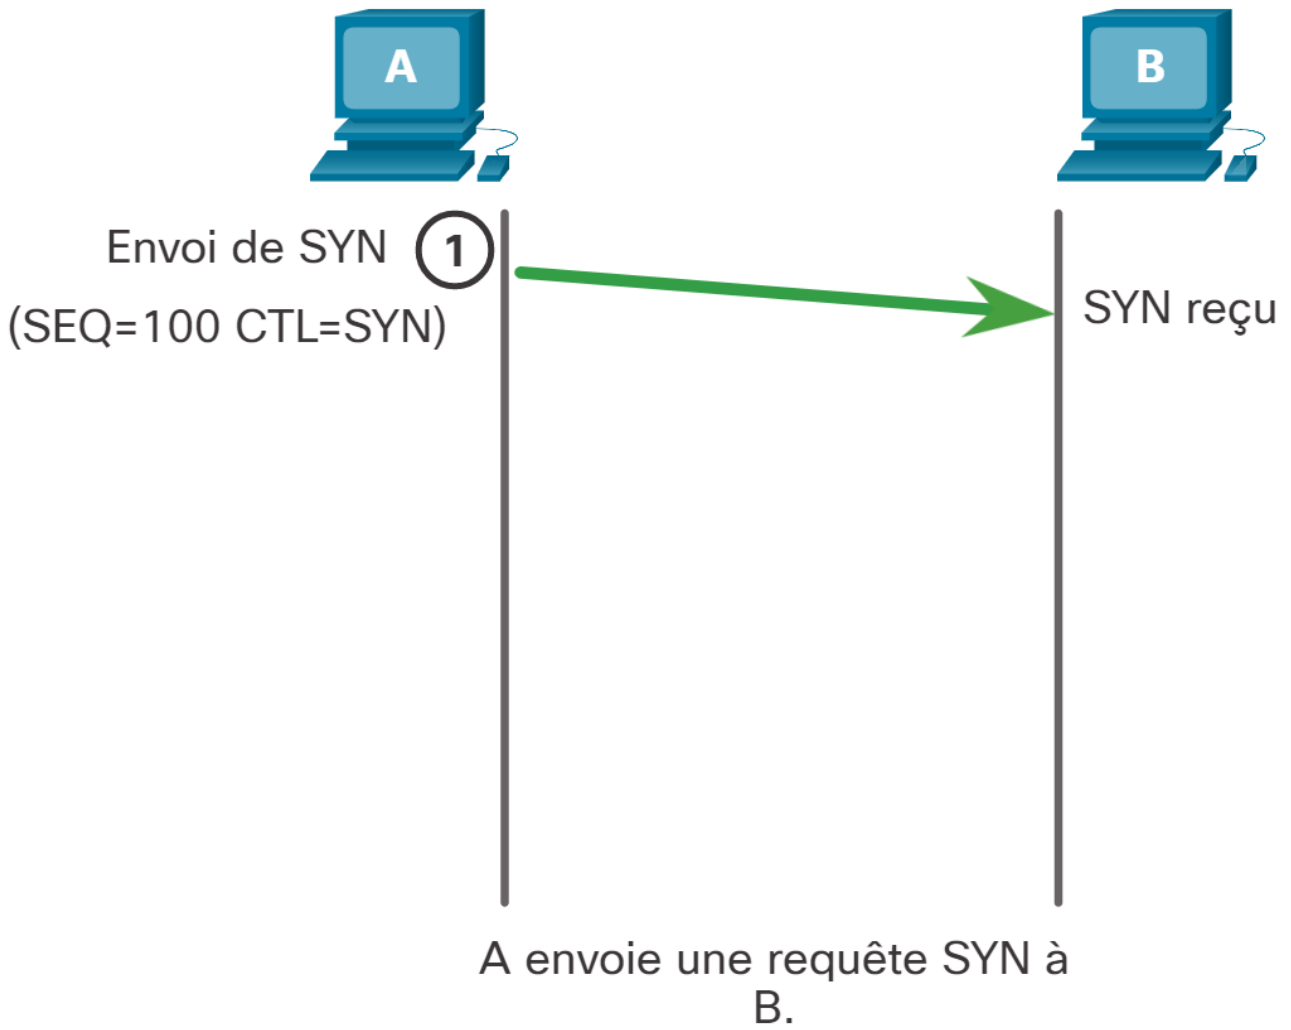 A
B
Envoi de SYN 1
(SEQ=100 CTL=SYN)
SYN reçu
A envoie une requête SYN à
B.